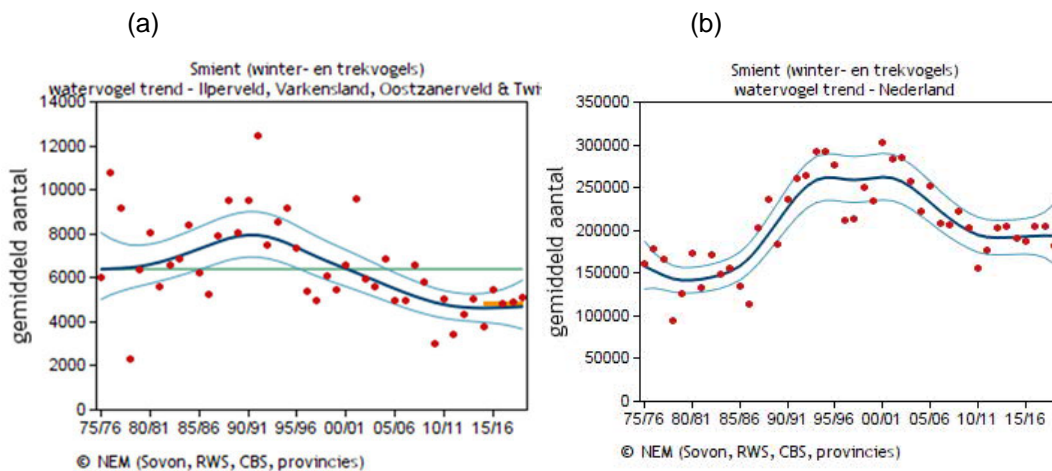 (a)
Smient (winter- en trekvogels)
watervogel trend - Ilperveld, Varkensland, Oostzanerveld & Twi
gemiddeld aantal
14000
12000
10000
8000
6000
4000
2000
0
75/76 80/81 85/86 90/91 95/96 00/01 05/06 10/11 15/16
© NEM (Sovon, RWS, CBS, provincies)
(b)
Smient (winter- en trekvogels)
watervogel trend - Nederland
gemiddeld aantal
350000
300000
250000
200000
150000
100000
50000
0
75/76 80/81 85/86 90/91 95/96 00/01 05/06 10/11 15/16
© NEM (Sovon, RWS, CBS, provincies)